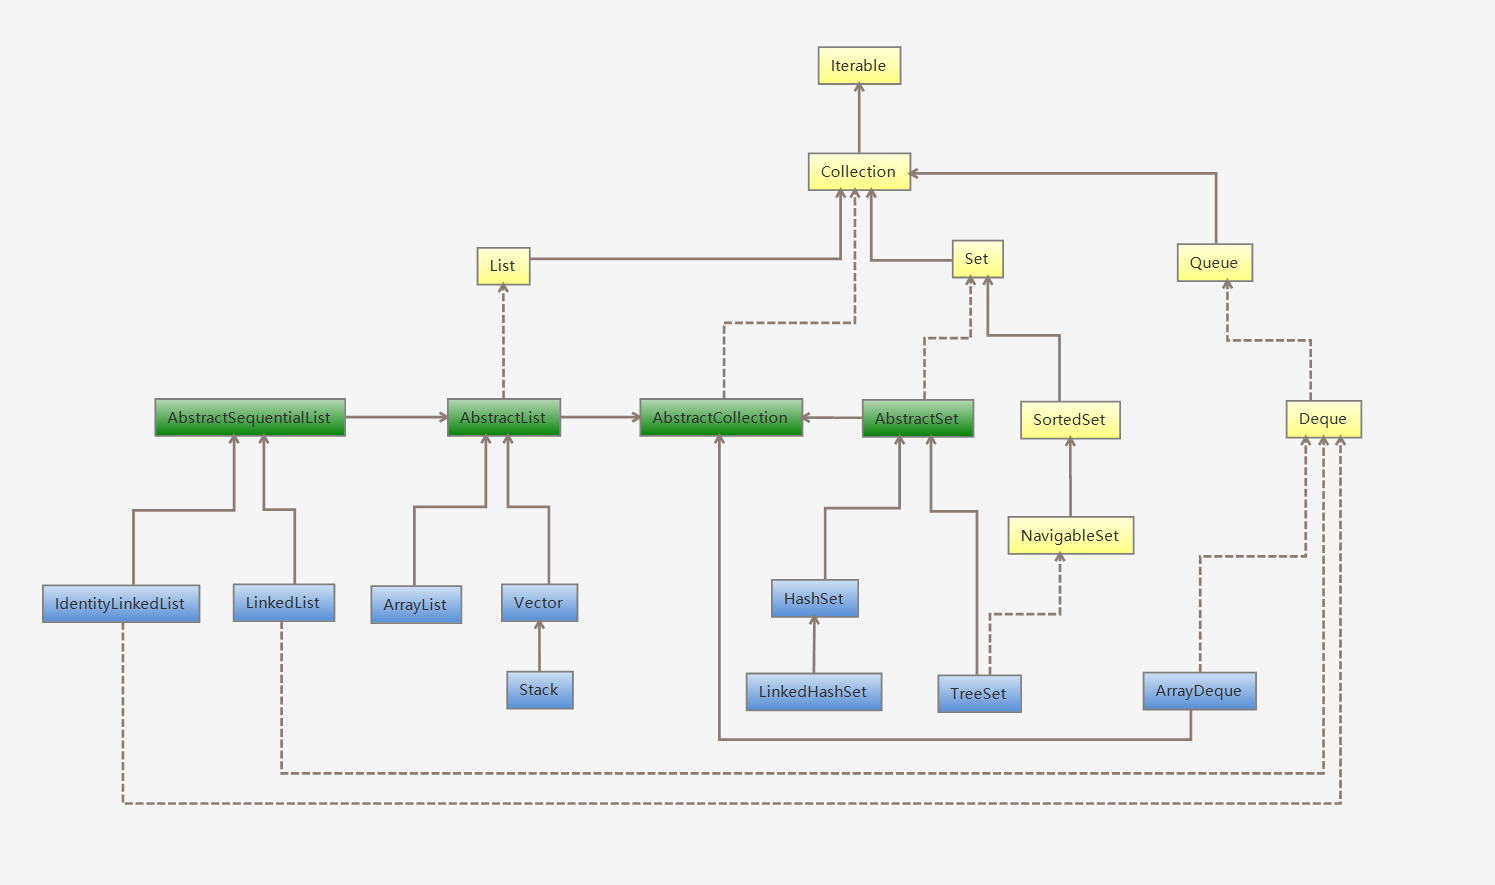 Iterable
Collection
List
Set
Queue
AbstractSequentialList
AbstractList
AbstractCollection
AbstractSet
SortedSet
Deque
NavigableSet
IdentityLinkedList
LinkedList
ArrayList
Vector
HashSet
Stack
LinkedHashSet
TreeSet
ArrayDeque